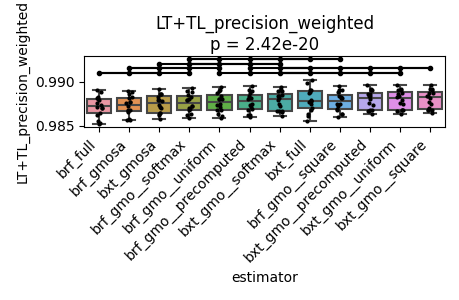 LT+TL_precision_weighted
p = 2.42e-20
LT+TL_precision_weighted
0.990
0.985
brf_full
brf_gmosa
bxt_gmosa
brf_gmo__softmax
brf_gmo__uniform
brf_gmo__precomputed
bxt_gmo__softmax
bxt_full
brf_gmo__square
bxt_gmo__precomputed
bxt_gmo__uniform
bxt_gmo__square
estimator